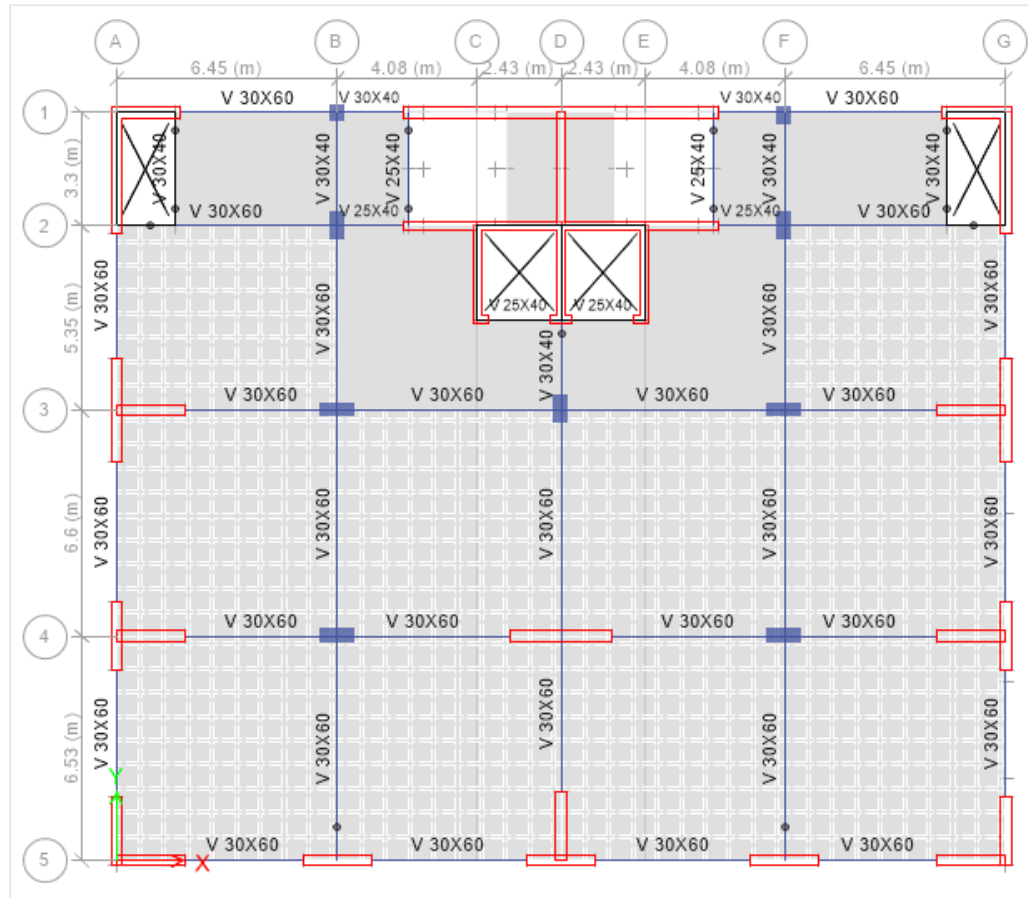 A B C D E F G
6.45 (m) 4.08 (m) 2.43 (m) 2.43 (m) 4.08 (m) 6.45 (m)
V 30X60 V 30X40 V 30X40 V 30X60
1
3.3 (m) V 30X40 V 30X40 V 25X40 V 25X40 V 30X40 V 30X40
V 30X60 V 25X40 V 25X40 V 30X60
2
5.35 (m) V 30X60 V 30X60 V 30X60 V 30X60
V 25X40 V 25X40
V 30X40
V 30X60 V 30X60 V 30X60 V 30X60
3
6.6 (m) V 30X60 V 30X60 V 30X60 V 30X60 V 30X60
V 30X60 V 30X60 V 30X60 V 30X60
4
6.53 (m) V 30X60 V 30X60 V 30X60 V 30X60 V 30X60
Y
V 30X60 V 30X60 V 30X60 V 30X60
5
X